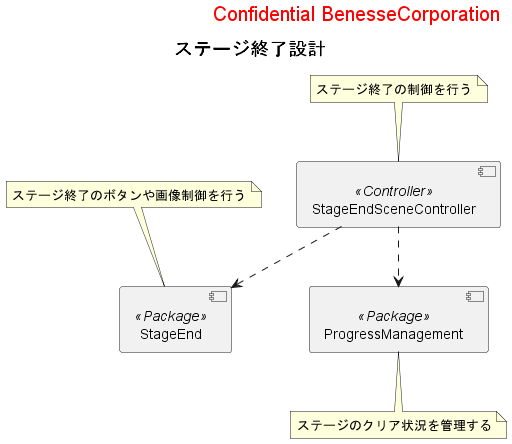 Confidential BenesseCorporation
ステージ終了設計
ステージ終了の制御を行う
«Controller»
StageEndSceneController
ステージ終了のボタンや画像制御を行う
«Package»
StageEnd
«Package»
ProgressManagement
ステージのクリア状況を管理する